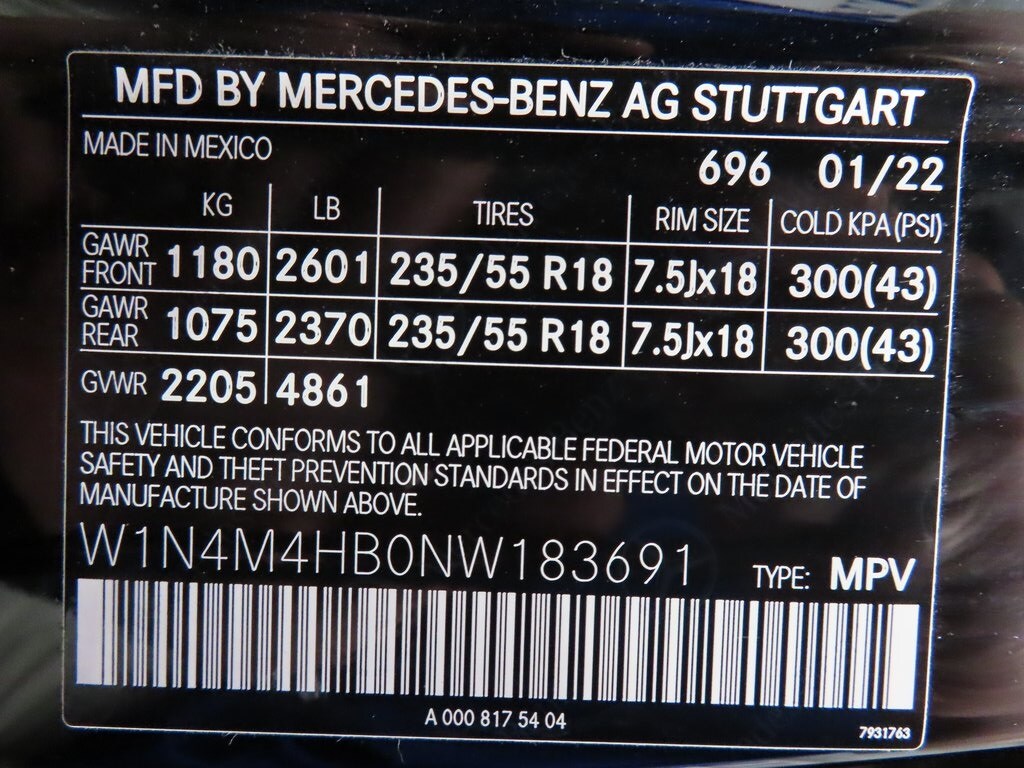 MFD BY MERCEDES-BENZ AG STUTTGART
MADE IN MEXICO 696 01/22
KG LB TIRES RIM SIZE COLD KPA (PSI)
GAWR FRONT 1180 2601 235/55 R18 7.5Jx18 300(43)
GAWR REAR 1075 2370 235/55 R18 7.5Jx18 300(43)
GVWR 2205 4861
THIS VEHICLE CONFORMS TO ALL APPLICABLE FEDERAL MOTOR VEHICLE
SAFETY AND THEFT PREVENTION STANDARDS IN EFFECT ON THE DATE OF
MANUFACTURE SHOWN ABOVE.
W1N4M4HB0NW183691 TYPE: MPV
A 000 817 54 04 7931763